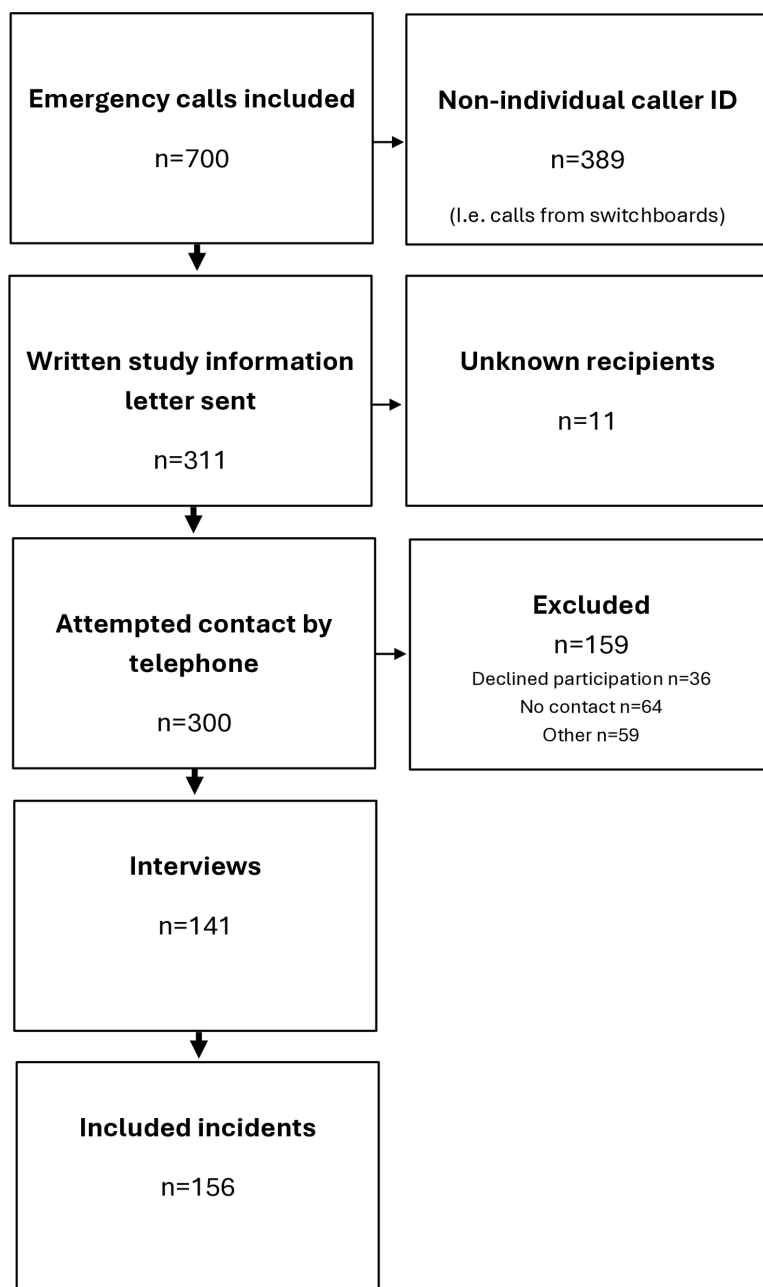 Emergency calls included
n=700
Non-individual caller ID
n=389
(I.e. calls from switchboards)
Written study information
letter sent
n=311
Unknown recipients
n=11
Attempted contact by
telephone
n=300
Excluded
n=159
Declined participation n=36
No contact n=64
Other n=59
Interviews
n=141
Included incidents
n=156